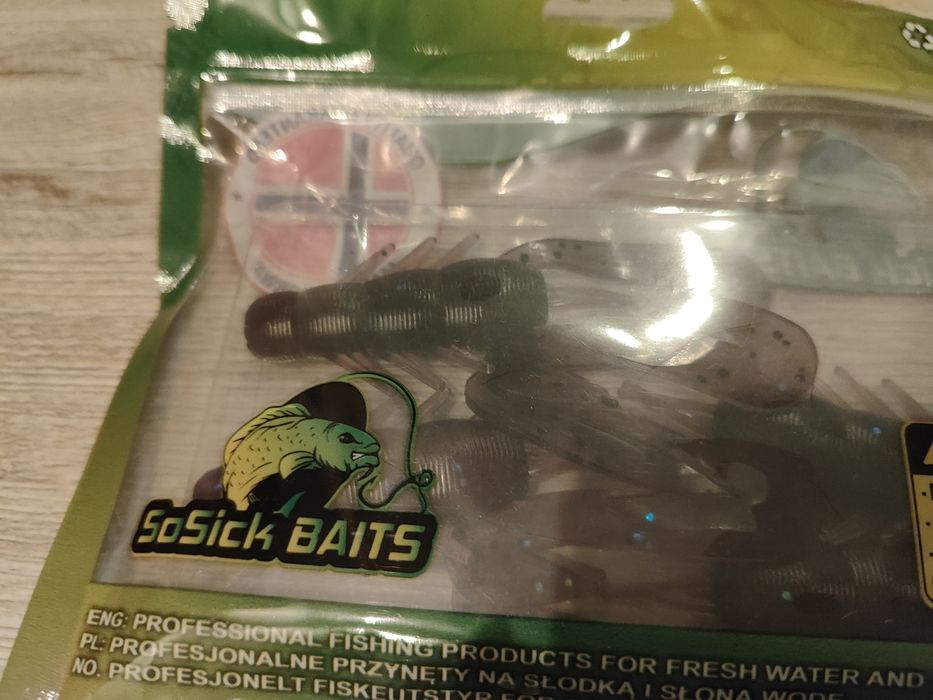 SoSick BAITS
ENG: PROFESSIONAL FISHING PRODUCTS FOR FRESH WATER AND
PL: PROFESJONALNE PRZYNĘTY NA SŁODKĄ I SŁONĄ
NO. PROFESJONELT FISKEUTSTYR FOR